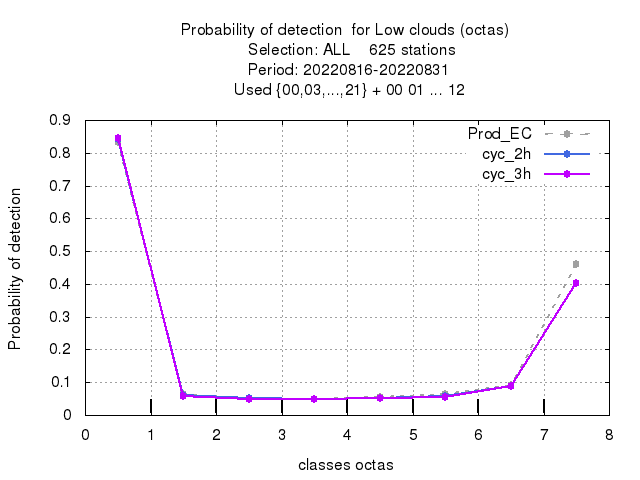 Probability of detection  for Low clouds (octas)
Selection: ALL    625 stations
Period: 20220816-20220831
Used {00,03,...,21} + 00 01 ... 12
Prod_EC
cyc_2h
cyc_3h
0.9
0.8
0.7
0.6
0.5
0.4
0.3
0.2
0.1
0
Probability of detection
0 1 2 3 4 5 6 7 8
classes octas